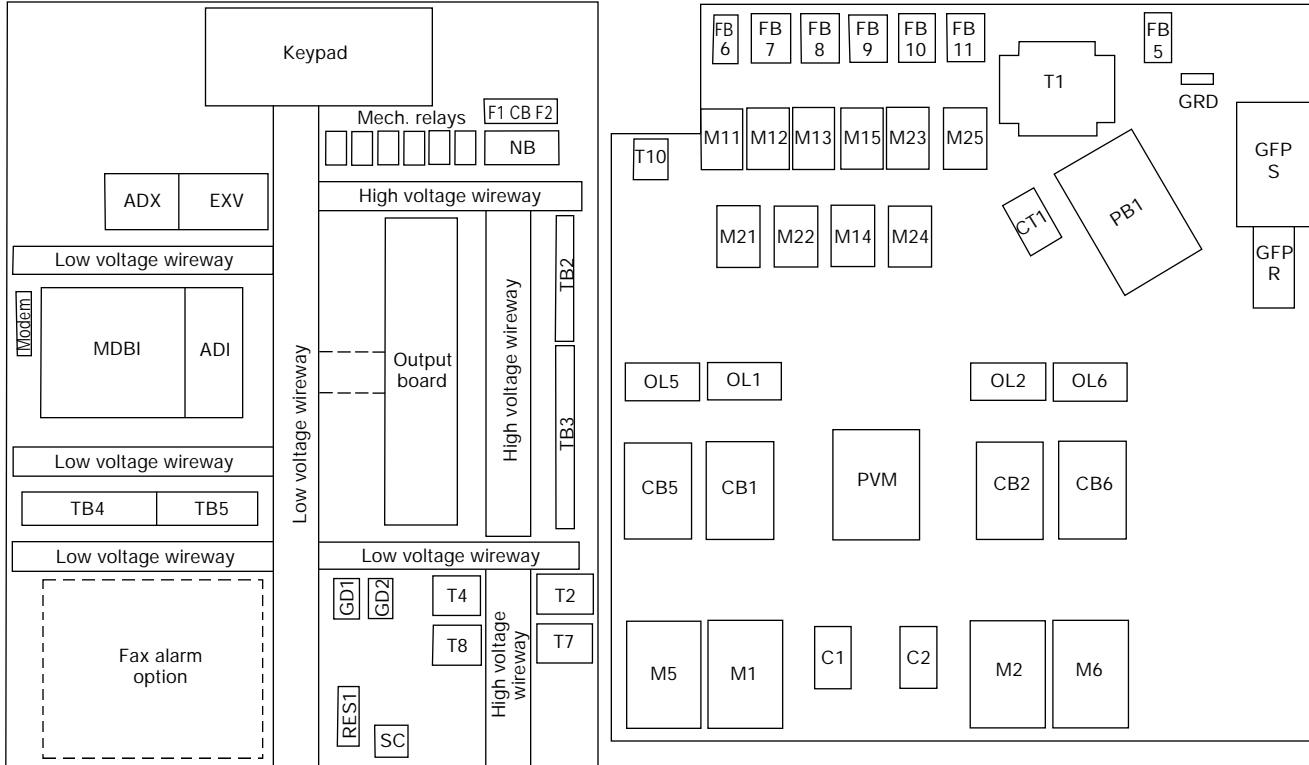 Keypad
F1 CB F2
Mech. relays
NB
ADX
EXV
High voltage wireway
Low voltage wireway
Modem
MDBI
ADI
Low voltage wireway
Output
board
High voltage wireway
TB2
TB3
Low voltage wireway
TB4
TB5
Low voltage wireway
Low voltage wireway
Fax alarm
option
GD1
GD2
T4
T2
T8
T7
High voltage
wireway
RES1
SC
FB
6
FB
7
FB
8
FB
9
FB
10
FB
11
T1
FB
5
GRD
T10
M11
M12
M13
M15
M23
M25
GFP
S
CT1
PB1
M21
M22
M14
M24
GFP
R
OL5
OL1
OL2
OL6
CB5
CB1
PVM
CB2
CB6
M5
M1
C1
C2
M2
M6